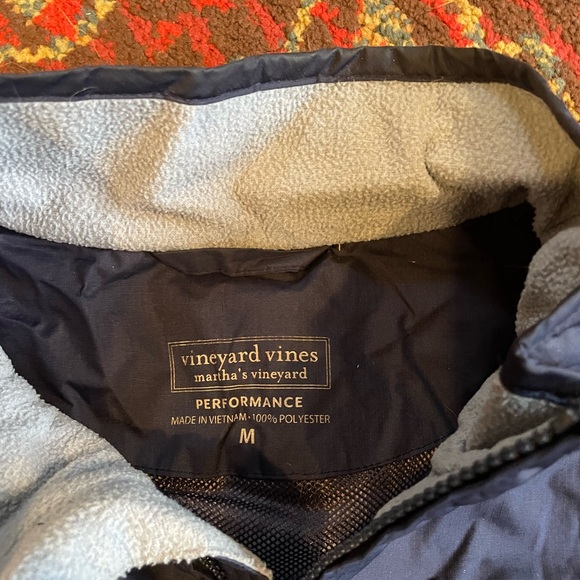 vineyard vines
martha's vineyard
PERFORMANCE
MADE IN VIETNAM · 100% POLYESTER
M